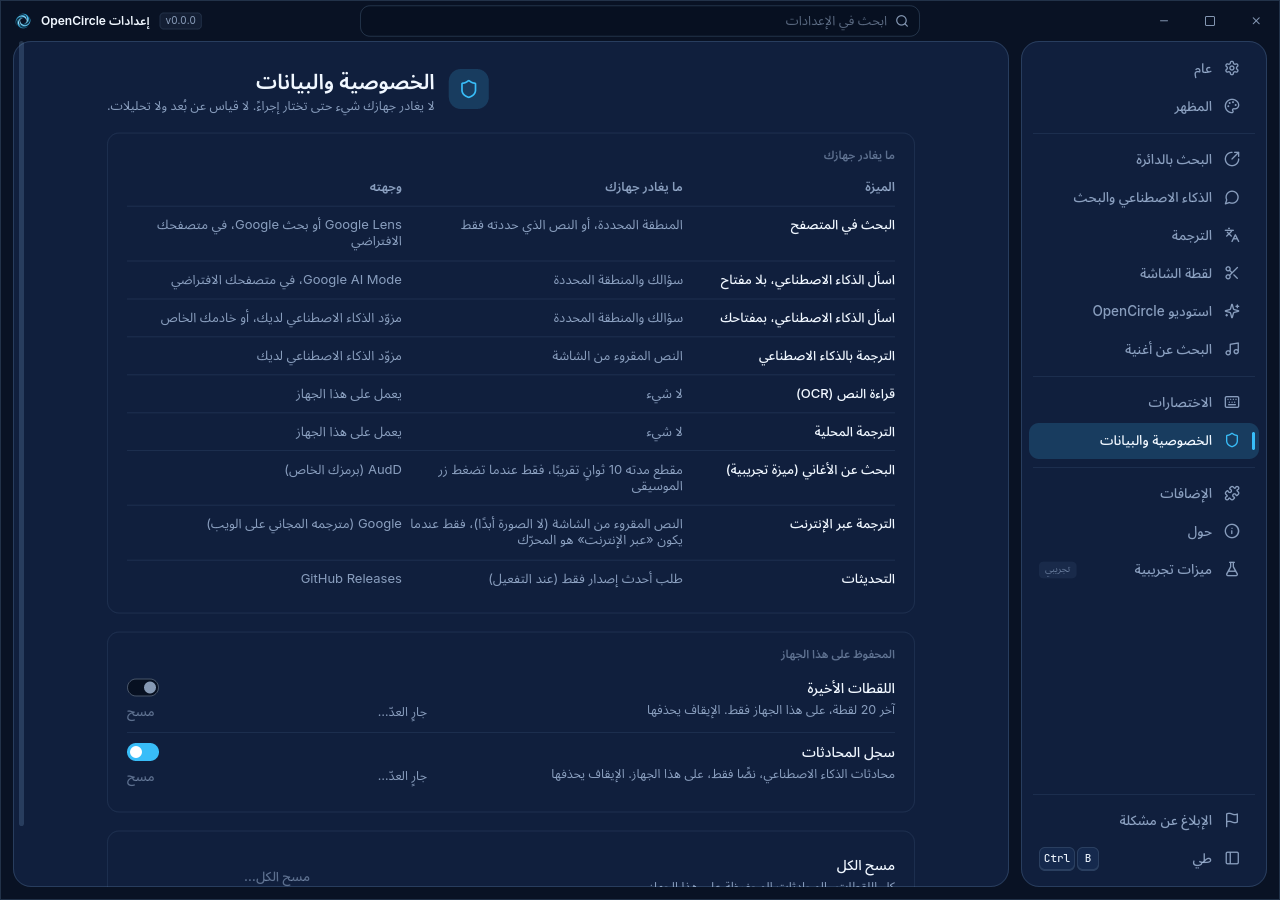 إعدادات OpenCircle
v0.0.0
ابحث في الإعدادات
عام
المظهر
البحث بالدائرة
الذكاء الاصطناعي والبحث
الترجمة
لقطة الشاشة
استوديو OpenCircle
البحث عن أغنية
الاختصارات
الخصوصية والبيانات
الإضافات
حول
ميزات تجريبية
تجريبي
الإبلاغ عن مشكلة
طي
Ctrl B
الخصوصية والبيانات
لا يغادر جهازك شيء حتى تختار إجراءً. لا قياس عن بُعد ولا تحليلات.
ما يغادر جهازك
الميزة ما يغادر جهازك وجهته
البحث في المتصفح
المنطقة المحددة، أو النص الذي حددته فقط
Google Lens أو بحث Google، في متصفحك
الافتراضي
اسأل الذكاء الاصطناعي، بلا مفتاح
سؤالك والمنطقة المحددة
Google AI Mode، في متصفحك الافتراضي
اسأل الذكاء الاصطناعي، بمفتاحك
سؤالك والمنطقة المحددة
مزوّد الذكاء الاصطناعي لديك، أو خادمك الخاص
الترجمة بالذكاء الاصطناعي
النص المقروء من الشاشة
مزوّد الذكاء الاصطناعي لديك
قراءة النص (OCR)
لا شيء
يعمل على هذا الجهاز
الترجمة المحلية
لا شيء
يعمل على هذا الجهاز
البحث عن الأغاني (ميزة تجريبية)
مقطع مدته 10 ثوانٍ تقريبًا، فقط عندما تضغط زر
الموسيقى
AudD (برمزك الخاص)
الترجمة عبر الإنترنت
النص المقروء من الشاشة (لا الصورة أبدًا)، فقط عندما
يكون «عبر الإنترنت» هو المحرّك
Google (مترجمه المجاني على الويب)
التحديثات
طلب أحدث إصدار فقط (عند التفعيل)
GitHub Releases
المحفوظ على هذا الجهاز
اللقطات الأخيرة
آخر 20 لقطة، على هذا الجهاز فقط. الإيقاف يحذفها
جارٍ العدّ...
مسح
سجل المحادثات
محادثات الذكاء الاصطناعي، نصًا فقط، على هذا الجهاز. الإيقاف يحذفها
جارٍ العدّ...
مسح
مسح الكل
مسح الكل...